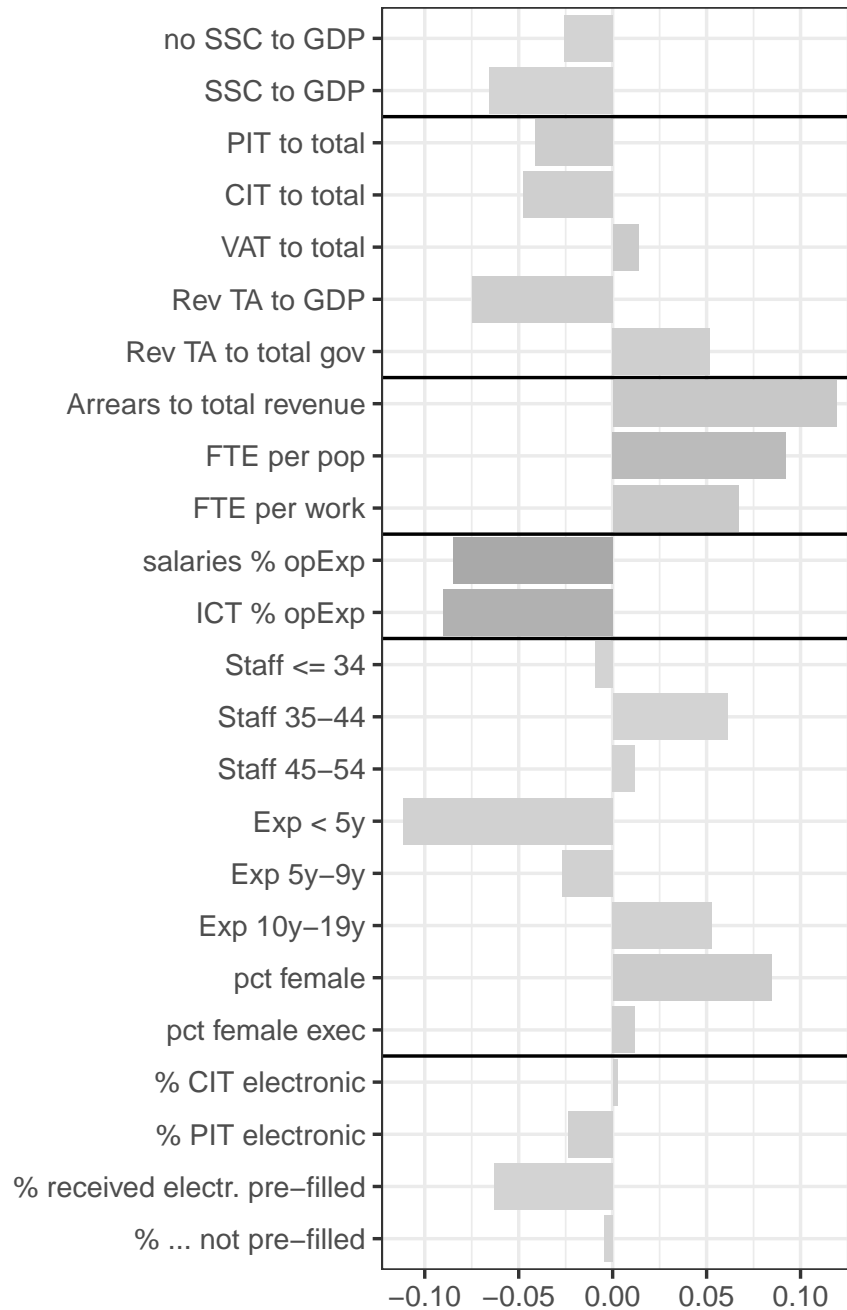 no SSC to GDP
SSC to GDP
PIT to total
CIT to total
VAT to total
Rev TA to GDP
Rev TA to total gov
Arrears to total revenue
FTE per pop
FTE per work
salaries % opExp
ICT % opExp
Staff <= 34
Staff 35−44
Staff 45−54
Exp < 5y
Exp 5y−9y
Exp 10y−19y
pct female
pct female exec
% CIT electronic
% PIT electronic
% received electr. pre−filled
% ... not pre−filled
−0.10 −0.05 0.00 0.05 0.10